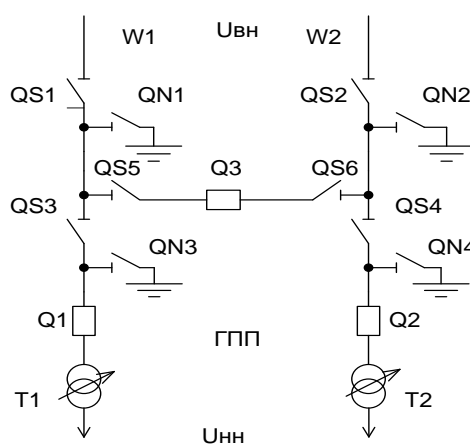 W1 Uвн W2
QS1 QN1 QS2 QN2
QS5 Q3 QS6
QS3 QS4
QN3 QN4
Q1 ГПП Q2
T1 T2
Uнн